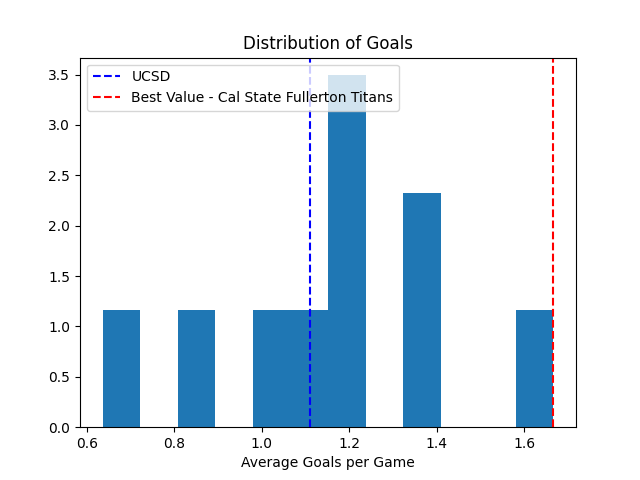 Distribution of Goals
UCSD
Best Value - Cal State Fullerton Titans
3.5
3.0
2.5
2.0
1.5
1.0
0.5
0.0
0.6 0.8 1.0 1.2 1.4 1.6
Average Goals per Game